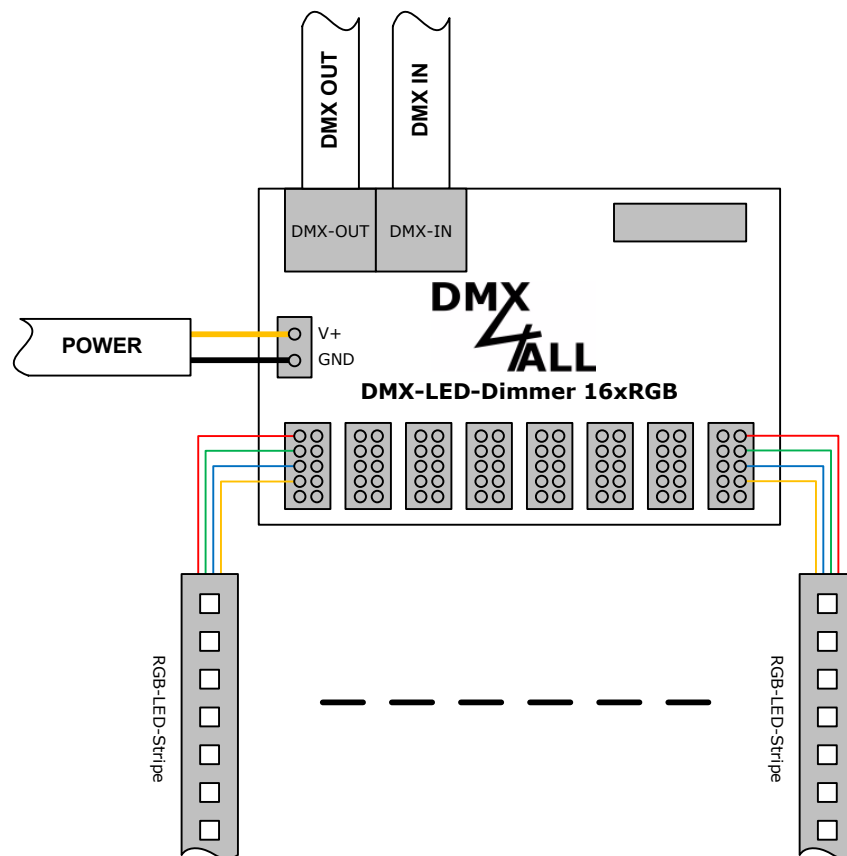 DMX OUT
DMX IN
DMX-OUT
DMX-IN
DMX
4ALL
POWER
V+
GND
DMX-LED-Dimmer 16xRGB
RGB-LED-Stripe
RGB-LED-Stripe